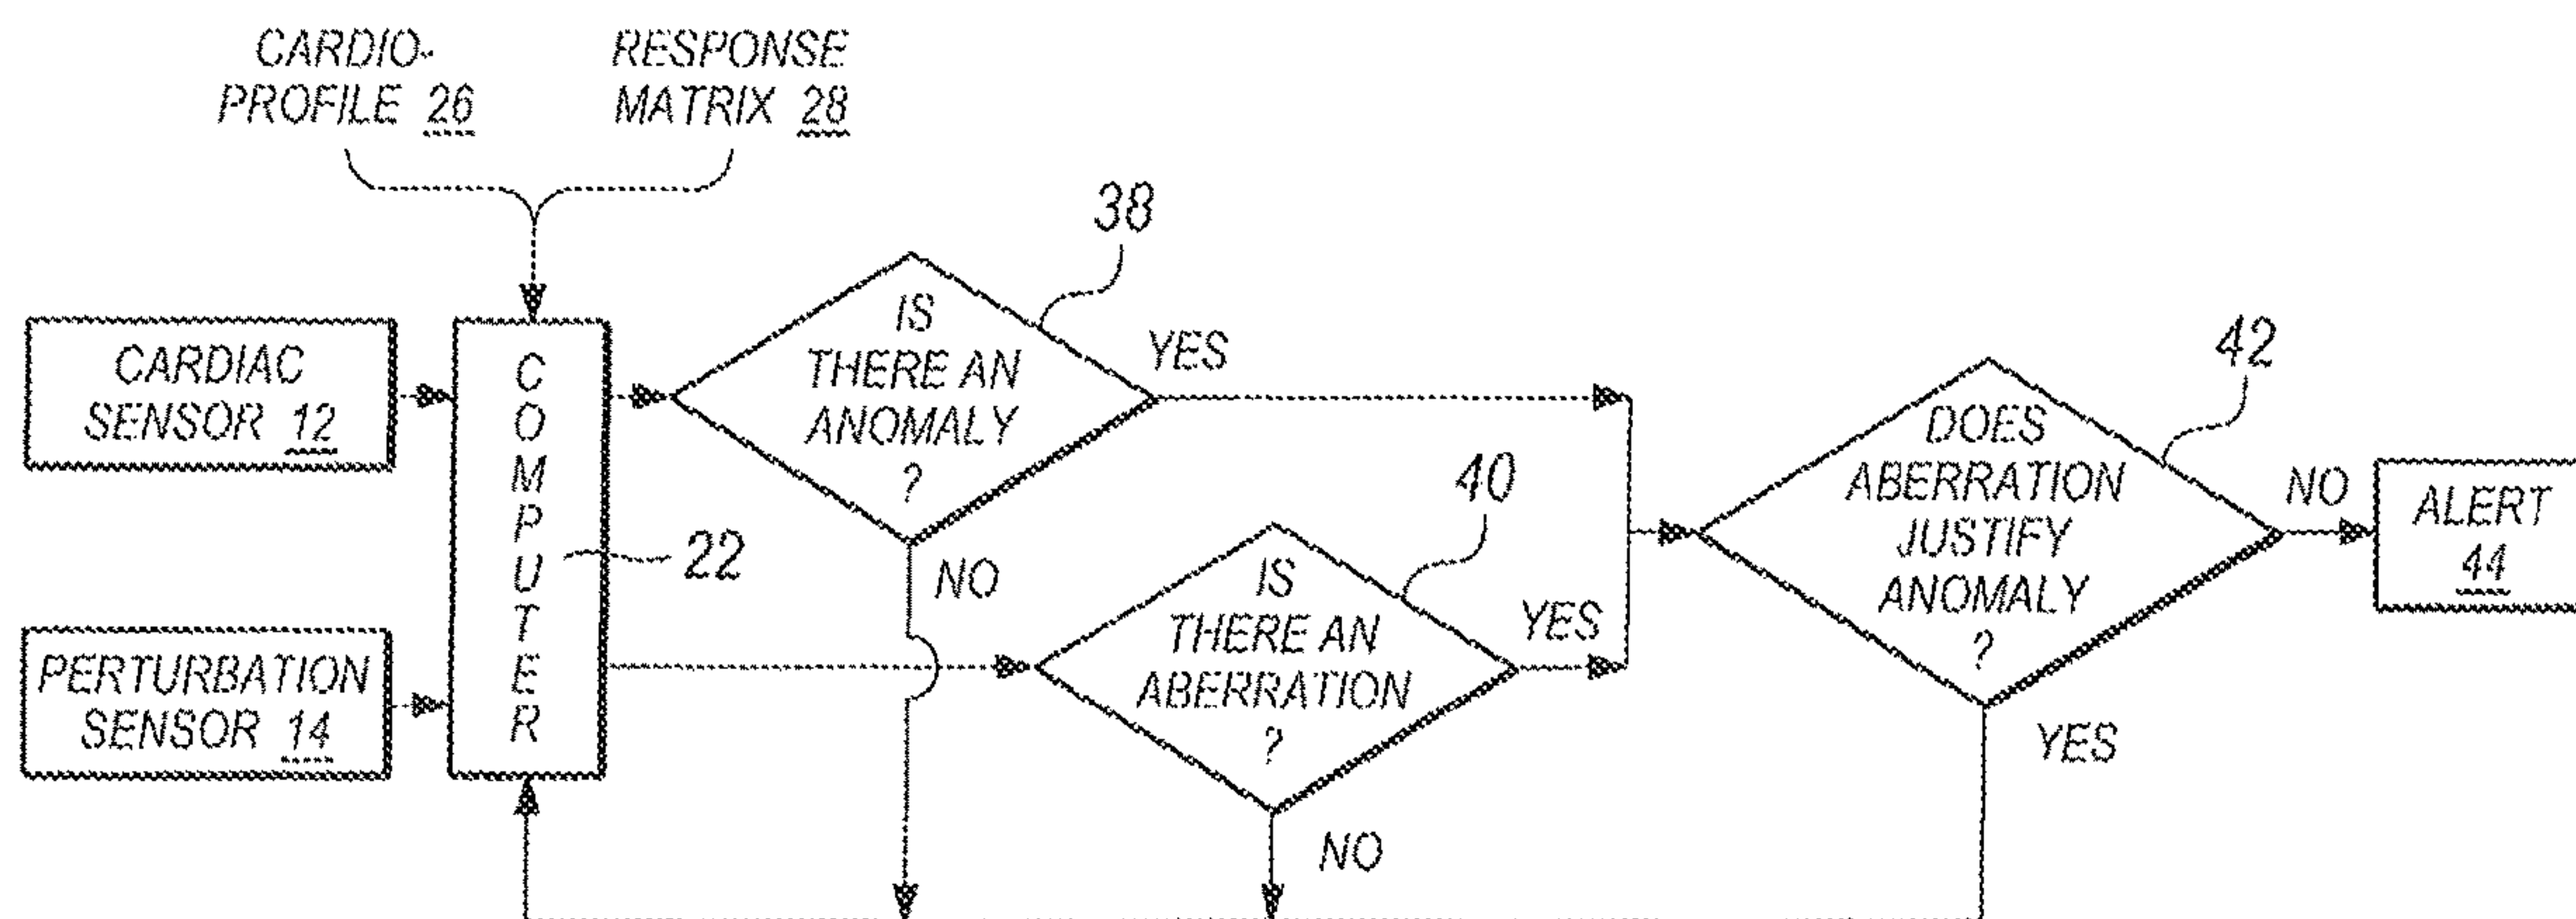 CARDIO-
PROFILE 26
RESPONSE
MATRIX 28
38
IS
THERE AN
ANOMALY
?
YES
NO
CARDIAC
SENSOR 12
COMPUTER
22
PERTURBATION
SENSOR 14
40
IS
THERE AN
ABERRATION
?
YES
NO
42
DOES
ABERRATION
JUSTIFY
ANOMALY
?
NO
YES
ALERT
44